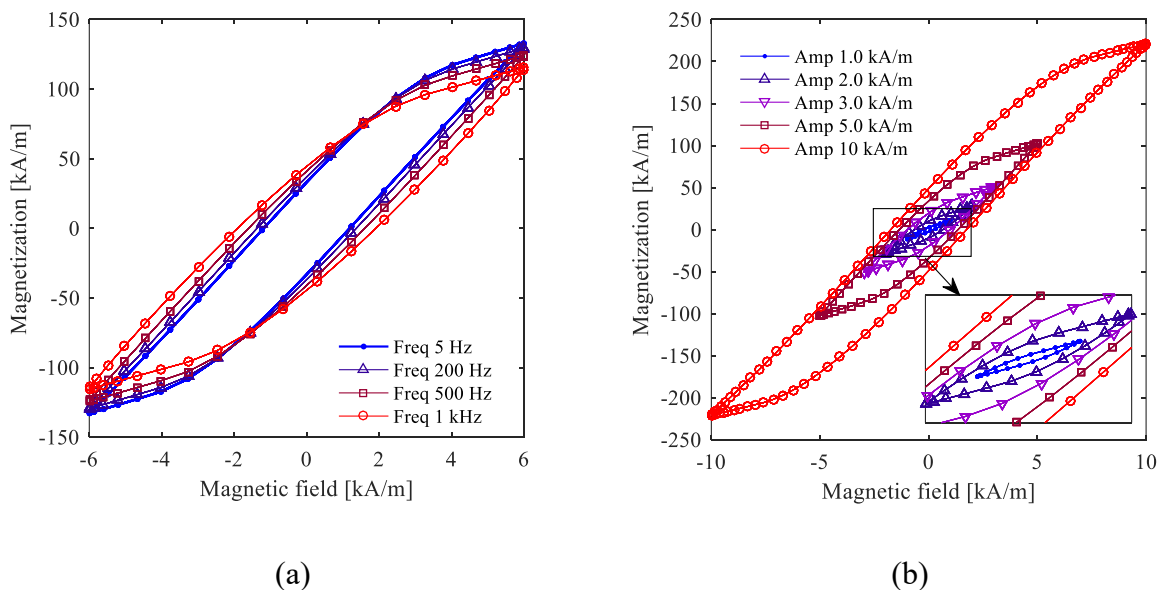 150
100
50
0
-50
-100
-150
-6
-4
-2
0
2
4
6
Magnetization [kA/m]
Magnetic field [kA/m]
Freq 5 Hz
Freq 200 Hz
Freq 500 Hz
Freq 1 kHz
(a)
250
200
150
100
50
0
-50
-100
-150
-200
-250
-10
-5
0
5
10
Magnetization [kA/m]
Magnetic field [kA/m]
Amp 1.0 kA/m
Amp 2.0 kA/m
Amp 3.0 kA/m
Amp 5.0 kA/m
Amp 10 kA/m
(b)